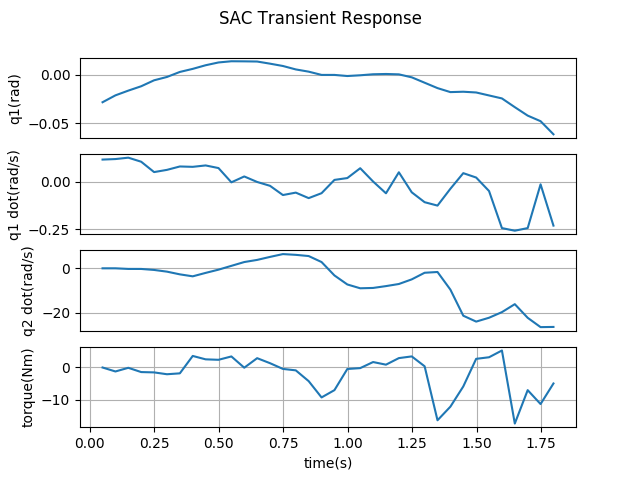 SAC Transient Response
q1(rad)
0.00
−0.05
q1 dot(rad/s)
0.00
−0.25
q2 dot(rad/s)
0
−20
torque(Nm)
0
−10
0.00 0.25 0.50 0.75 1.00 1.25 1.50 1.75
time(s)